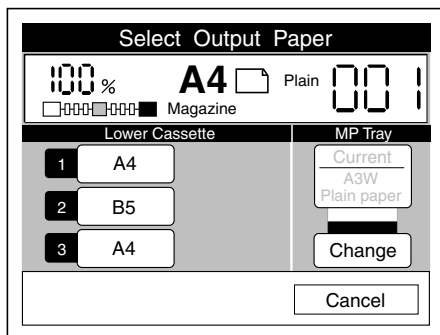 Select Output Paper
100 % A4 Plain 001
Magazine
Lower Cassette
1 A4
2 B5
3 A4
MP Tray
Current
A3W
Plain paper
Change
Cancel